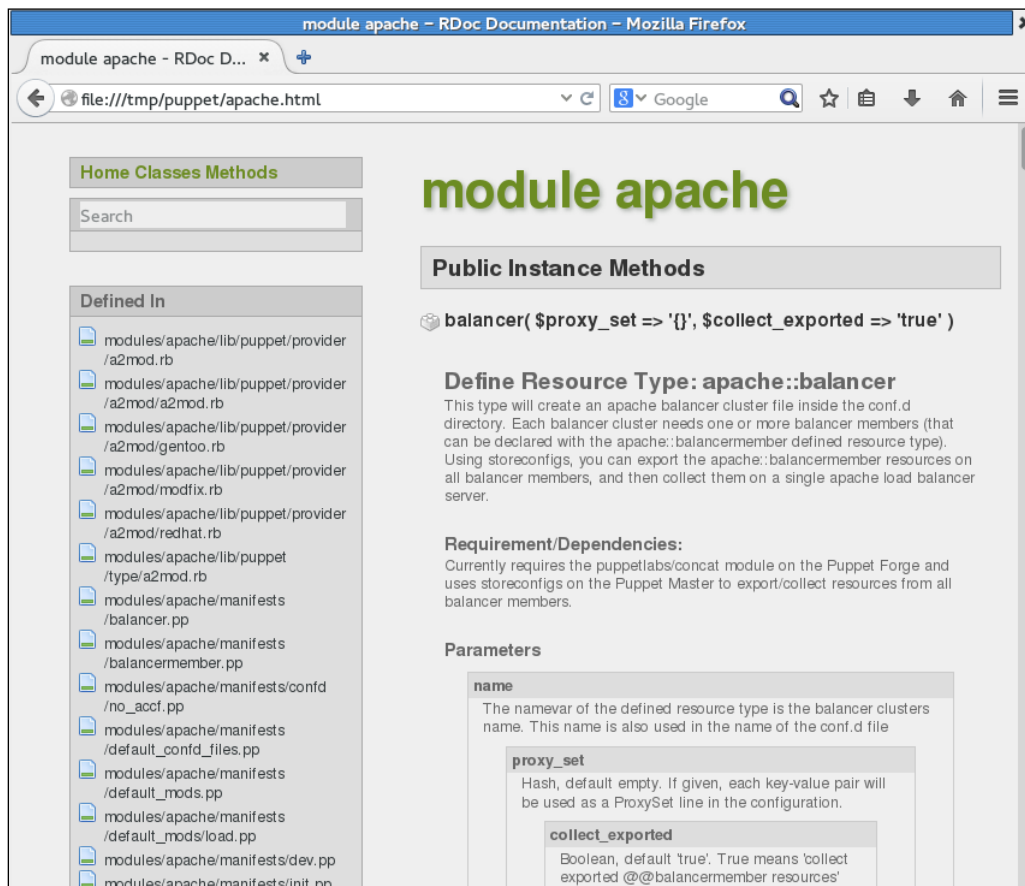 module apache – RDoc Documentation – Mozilla Firefox
module apache - RDoc D...
file:///tmp/puppet/apache.html
Google
Home Classes Methods
Search
Defined In
modules/apache/lib/puppet/provider
/a2mod.rb
modules/apache/lib/puppet/provider
/a2mod/a2mod.rb
modules/apache/lib/puppet/provider
/a2mod/gentoo.rb
modules/apache/lib/puppet/provider
/a2mod/modfix.rb
modules/apache/lib/puppet/provider
/a2mod/redhat.rb
modules/apache/lib/puppet
/type/a2mod.rb
modules/apache/manifests
/balancer.pp
modules/apache/manifests
/balancermember.pp
modules/apache/manifests/confd
/no_accf.pp
modules/apache/manifests
/default_confd_files.pp
modules/apache/manifests
/default_mods.pp
modules/apache/manifests
/default_mods/load.pp
modules/apache/manifests/dev.pp
modules/apache/manifests/init.pp
module apache
Public Instance Methods
balancer( $proxy_set => '{}', $collect_exported => 'true' )
Define Resource Type: apache::balancer
This type will create an apache balancer cluster file inside the conf.d
directory. Each balancer cluster needs one or more balancer members (that
can be declared with the apache::balancermember defined resource type).
Using storeconfigs, you can export the apache::balancermember resources on
all balancer members, and then collect them on a single apache load balancer
server.
Requirement/Dependencies:
Currently requires the puppetlabs/concat module on the Puppet Forge and
uses storeconfigs on the Puppet Master to export/collect resources from all
balancer members.
Parameters
name
The namevar of the defined resource type is the balancer clusters
name. This name is also used in the name of the conf.d file
proxy_set
Hash, default empty. If given, each key-value pair will
be used as a ProxySet line in the configuration.
collect_exported
Boolean, default 'true'. True means 'collect
exported @@balancermember resources'